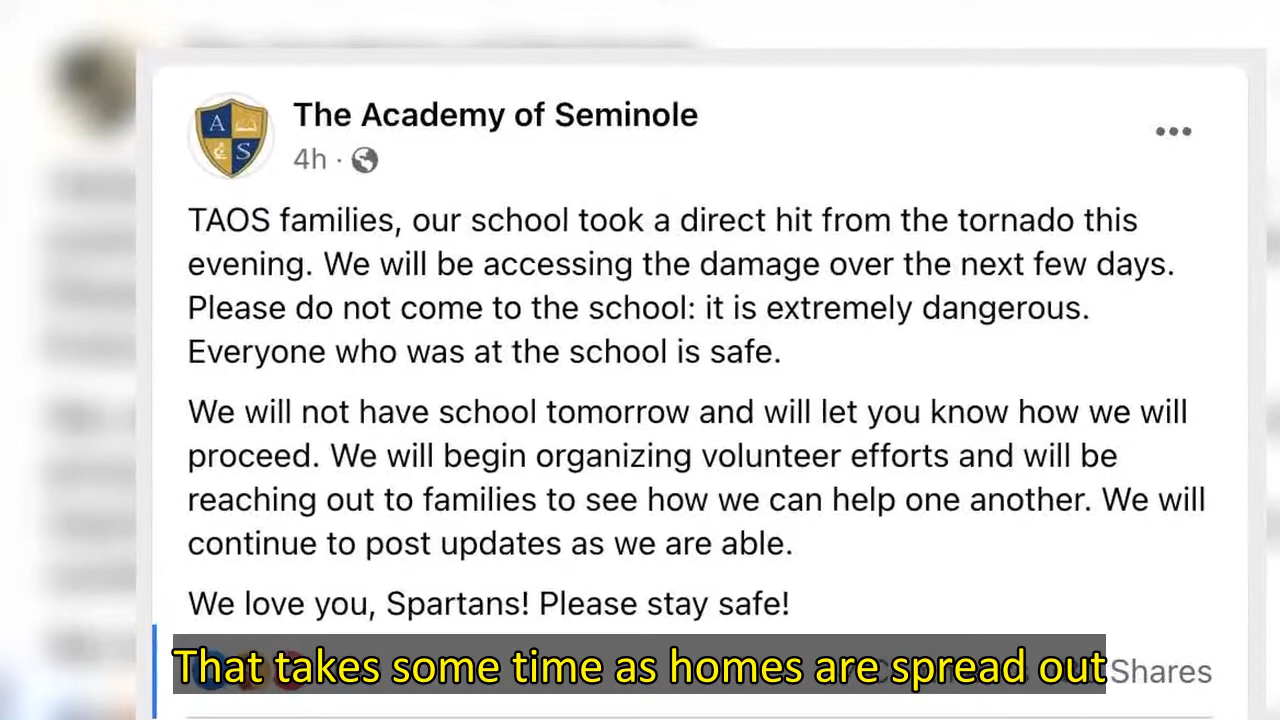 The Academy of Seminole
4h ·
A
S
TAOS families, our school took a direct hit from the tornado this
evening. We will be accessing the damage over the next few days.
Please do not come to the school: it is extremely dangerous.
Everyone who was at the school is safe.
We will not have school tomorrow and will let you know how we will
proceed. We will begin organizing volunteer efforts and will be
reaching out to families to see how we can help one another. We will
continue to post updates as we are able.
We love you, Spartans! Please stay safe!
That takes some time as homes are spread out
Shares